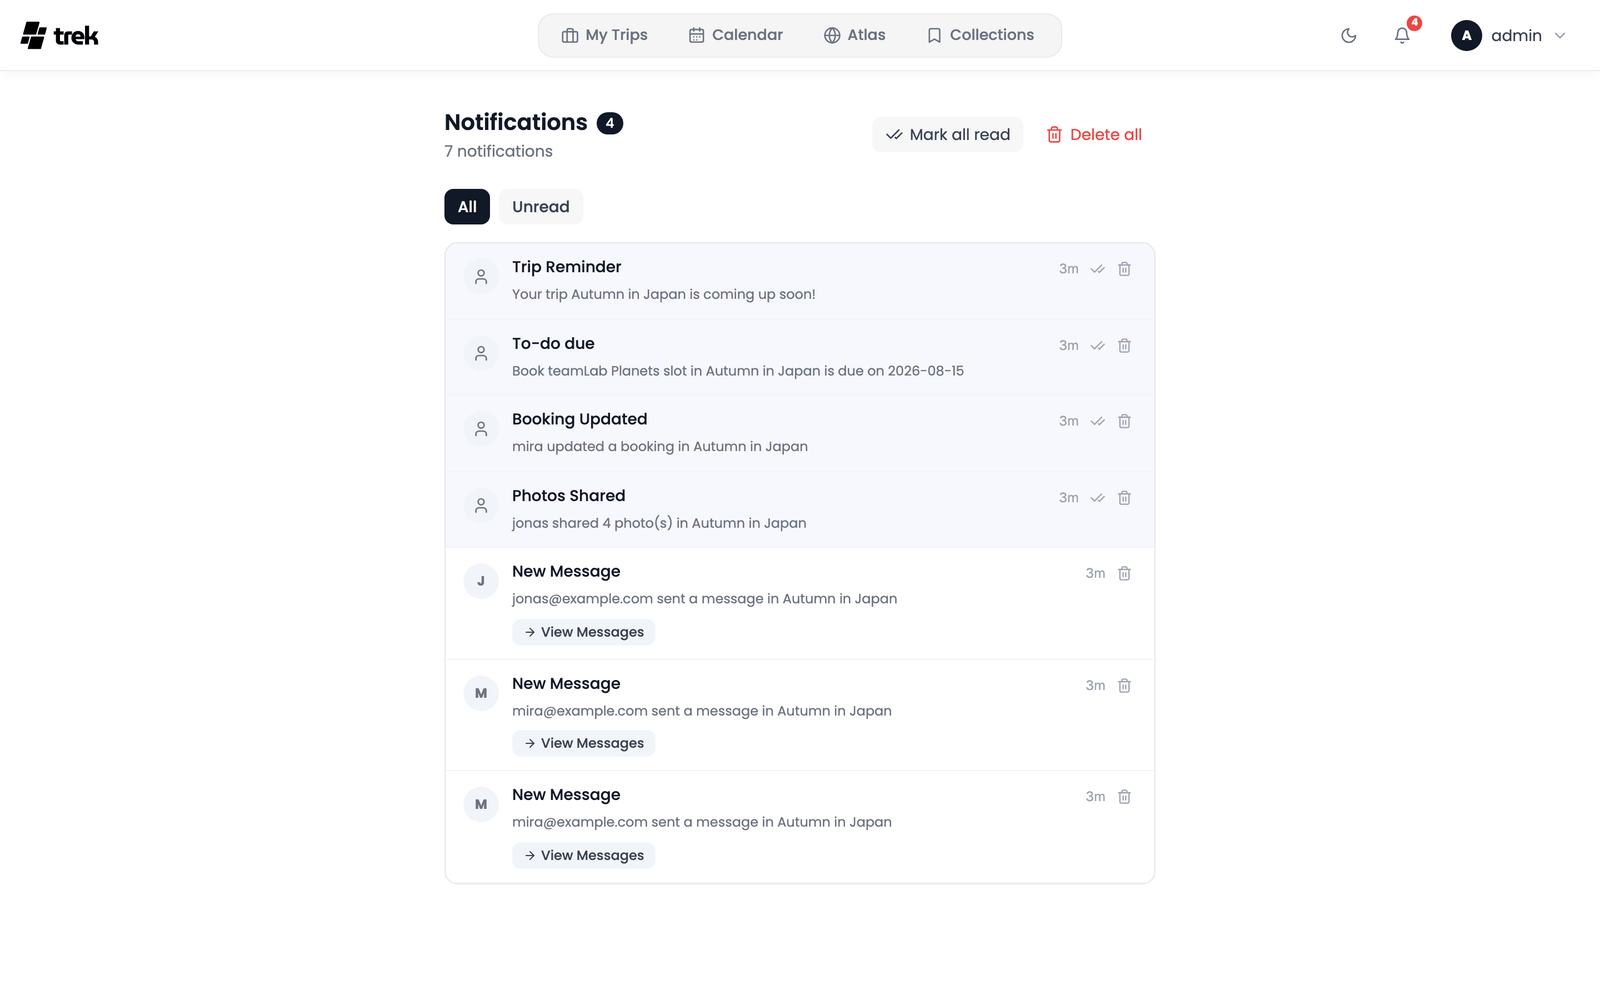 trek
My Trips
Calendar
Atlas
Collections
4
A
admin
Notifications 4
7 notifications
Mark all read
Delete all
All
Unread
Trip Reminder
3m
Your trip Autumn in Japan is coming up soon!
To-do due
3m
Book teamLab Planets slot in Autumn in Japan is due on 2026-08-15
Booking Updated
3m
mira updated a booking in Autumn in Japan
Photos Shared
3m
jonas shared 4 photo(s) in Autumn in Japan
J
New Message
3m
jonas@example.com sent a message in Autumn in Japan
→ View Messages
M
New Message
3m
mira@example.com sent a message in Autumn in Japan
→ View Messages
M
New Message
3m
mira@example.com sent a message in Autumn in Japan
→ View Messages